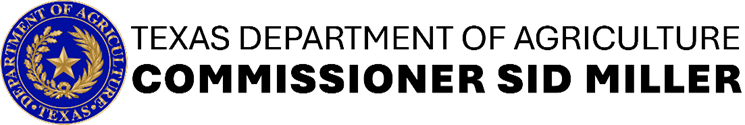 DEPARTMENT OF AGRICULTURE
TEXAS
TEXAS DEPARTMENT OF AGRICULTURE
COMMISSIONER SID MILLER